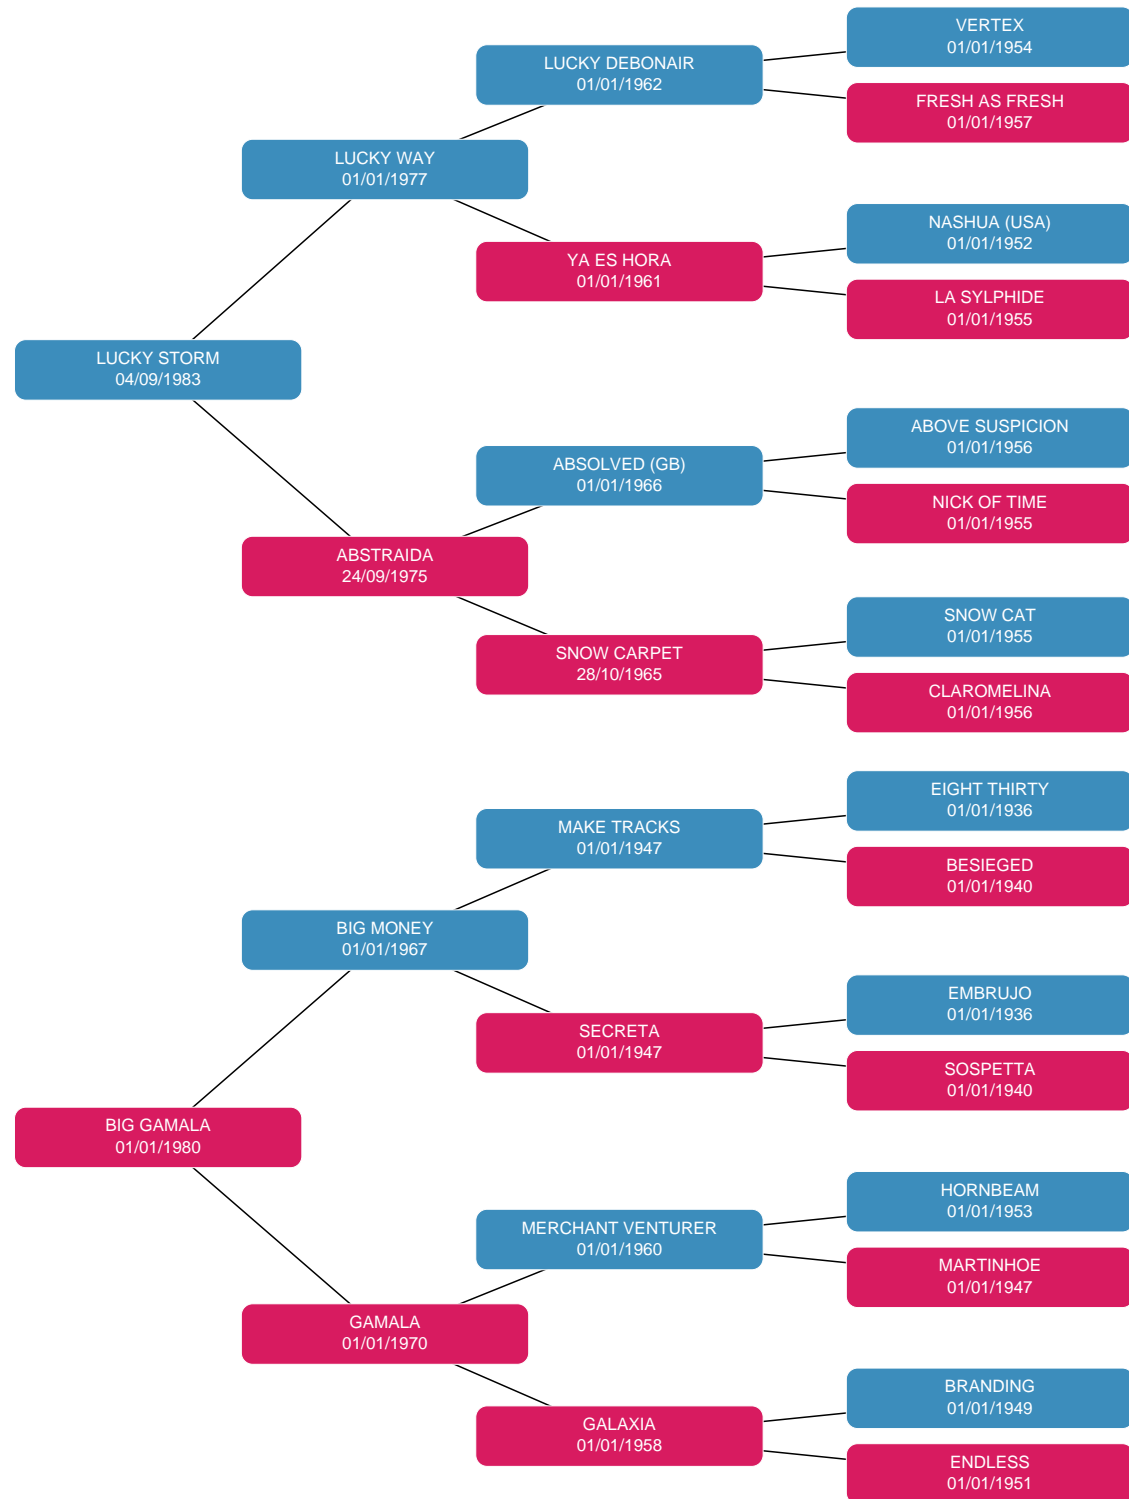 VERTEX
01/01/1954
LUCKY DEBONAIR
01/01/1962
FRESH AS FRESH
01/01/1957
LUCKY WAY
01/01/1977
NASHUA (USA)
01/01/1952
YA ES HORA
01/01/1961
LA SYLPHIDE
01/01/1955
LUCKY STORM
04/09/1983
ABOVE SUSPICION
01/01/1956
ABSOLVED (GB)
01/01/1966
NICK OF TIME
01/01/1955
ABSTRAIDA
24/09/1975
SNOW CAT
01/01/1955
SNOW CARPET
28/10/1965
CLAROMELINA
01/01/1956
EIGHT THIRTY
01/01/1936
MAKE TRACKS
01/01/1947
BESIEGED
01/01/1940
BIG MONEY
01/01/1967
EMBRUJO
01/01/1936
SECRETA
01/01/1947
SOSPETTA
01/01/1940
BIG GAMALA
01/01/1980
HORNBEAM
01/01/1953
MERCHANT VENTURER
01/01/1960
MARTINHOE
01/01/1947
GAMALA
01/01/1970
BRANDING
01/01/1949
GALAXIA
01/01/1958
ENDLESS
01/01/1951